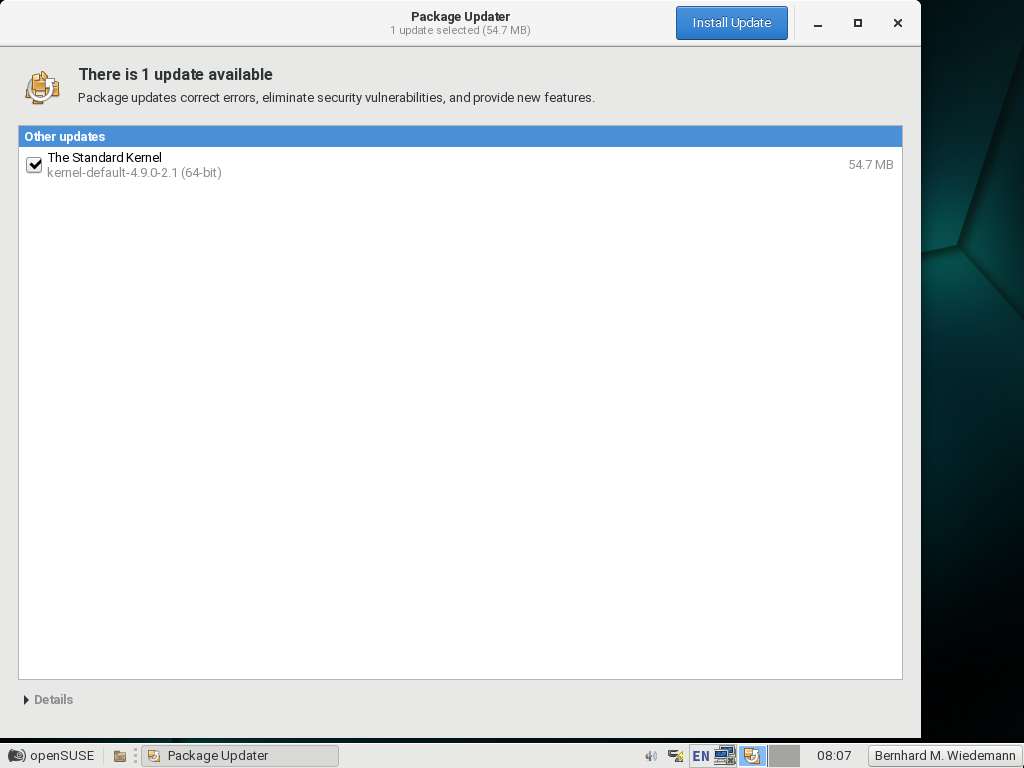 Package Updater
1 update selected (54.7 MB)
Install Update
There is 1 update available
Package updates correct errors, eliminate security vulnerabilities, and provide new features.
Other updates
The Standard Kernel
kernel-default-4.9.0-2.1 (64-bit)
54.7 MB
Details
openSUSE
Package Updater
EN
08:07
Bernhard M. Wiedemann